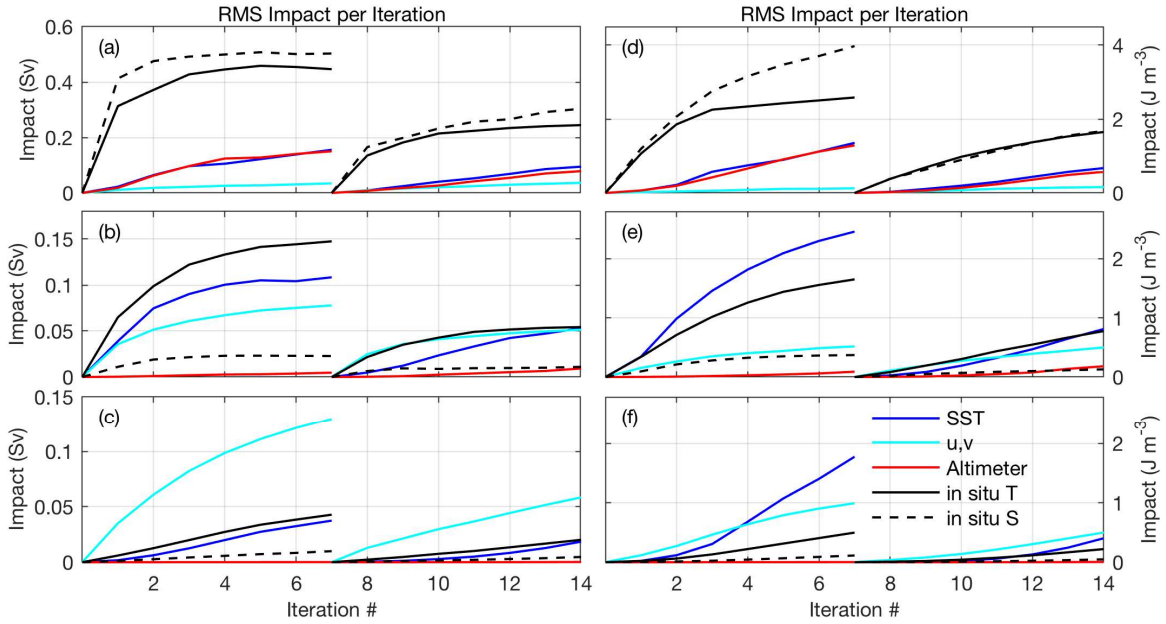 RMS Impact per Iteration
(a)
Impact (Sv)
0.6
0.4
0.2
0
(b)
Impact (Sv)
0.15
0.1
0.05
0
(c)
Impact (Sv)
0.15
0.1
0.05
0
2
4
6
8
10
12
14
Iteration #
RMS Impact per Iteration
(d)
4
2
0
Impact (J m⁻³)
(e)
2
1
0
Impact (J m⁻³)
(f)
SST
u,v
Altimeter
in situ T
in situ S
2
1
0
Impact (J m⁻³)
2
4
6
8
10
12
14
Iteration #